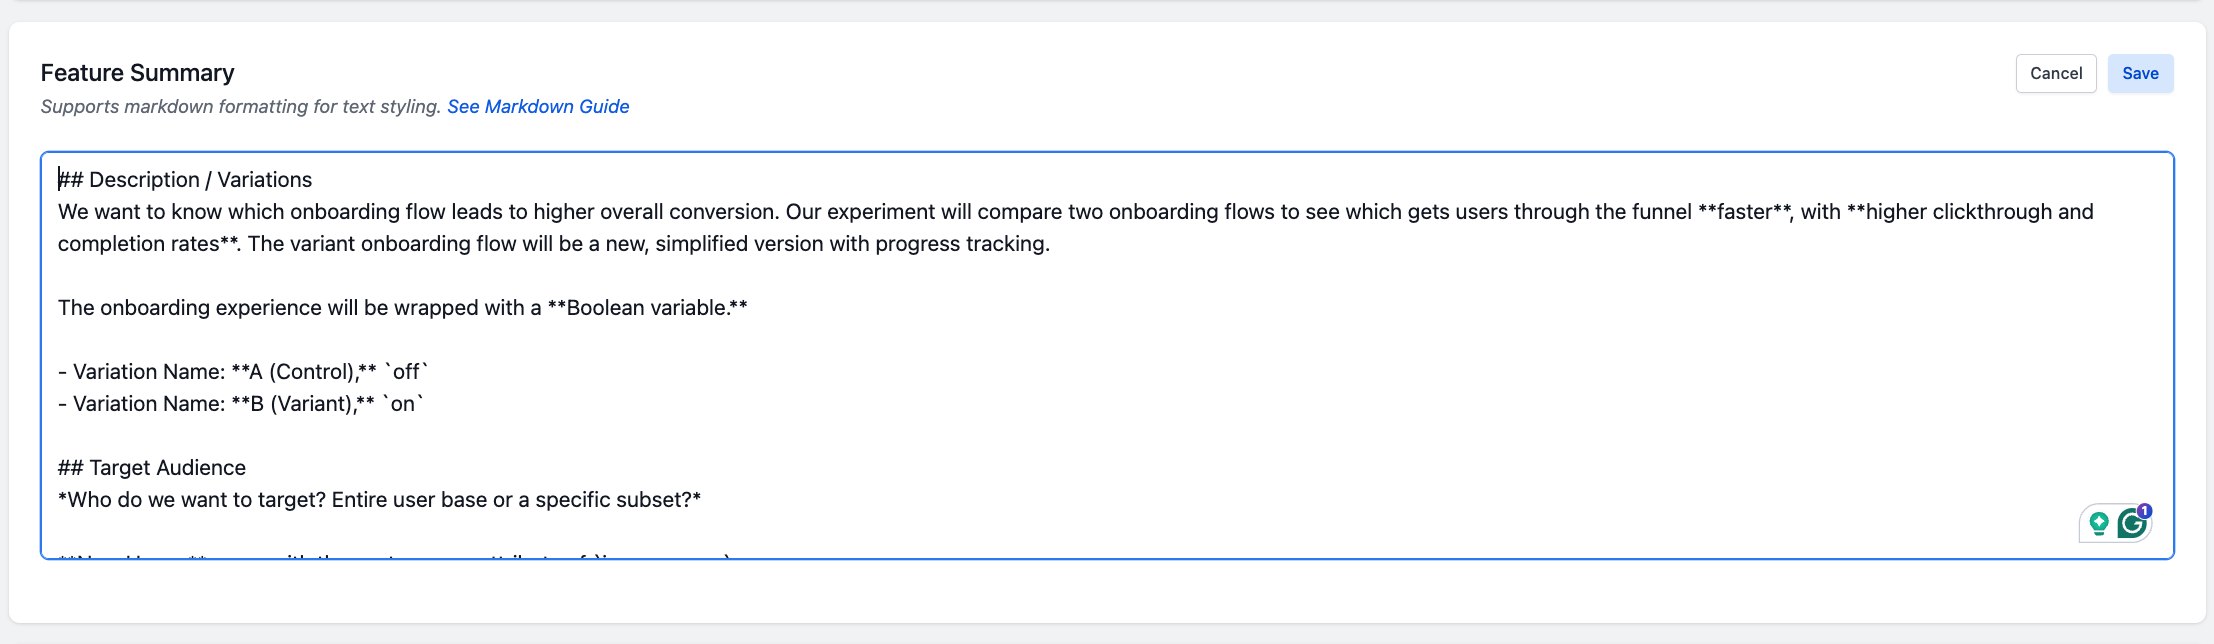 Feature Summary
Cancel
Save
Supports markdown formatting for text styling. See Markdown Guide
## Description / Variations
We want to know which onboarding flow leads to higher overall conversion. Our experiment will compare two onboarding flows to see which gets users through the funnel **faster**, with **higher clickthrough and
completion rates**. The variant onboarding flow will be a new, simplified version with progress tracking.
The onboarding experience will be wrapped with a **Boolean variable.**
- Variation Name: **A (Control),** `off`
- Variation Name: **B (Variant),** `on`
## Target Audience
*Who do we want to target? Entire user base or a specific subset?*
1